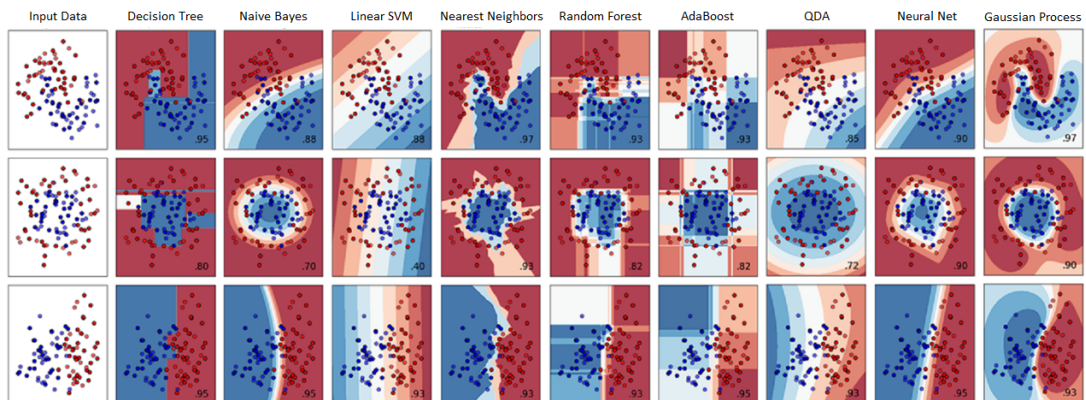 Input Data Decision Tree Naive Bayes Linear SVM Nearest Neighbors Random Forest AdaBoost QDA Neural Net Gaussian Process
.95 .88 .88 .97 .93 .93 .85 .90 .97
.80 .70 .40 .93 .82 .82 .72 .90 .90
.95 .95 .93 .93 .93 .95 .93 .95 .93